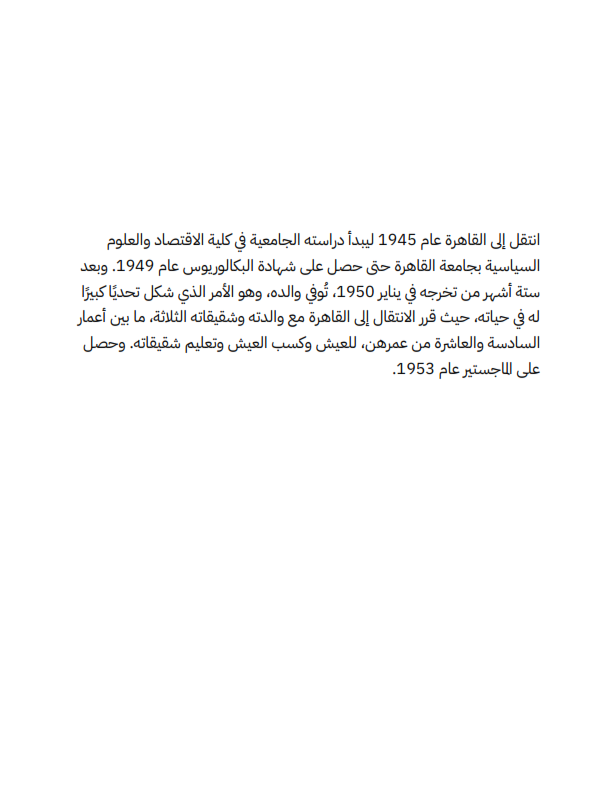 انتقل إلى القاهرة عام 1945 ليبدأ دراسته الجامعية في كلية الاقتصاد والعلوم
السياسية بجامعة القاهرة حتى حصل على شهادة البكالوريوس عام 1949. وبعد
ستة أشهر من تخرجه في يناير 1950، تُوفي والده، وهو الأمر الذي شكل تحديًا كبيرًا
له في حياته، حيث قرر الانتقال إلى القاهرة مع والدته وشقيقاته الثلاثة، ما بين أعمار
السادسة والعاشرة من عمرهن، للعيش وكسب العيش وتعليم شقيقاته. وحصل
على الماجستير عام 1953.